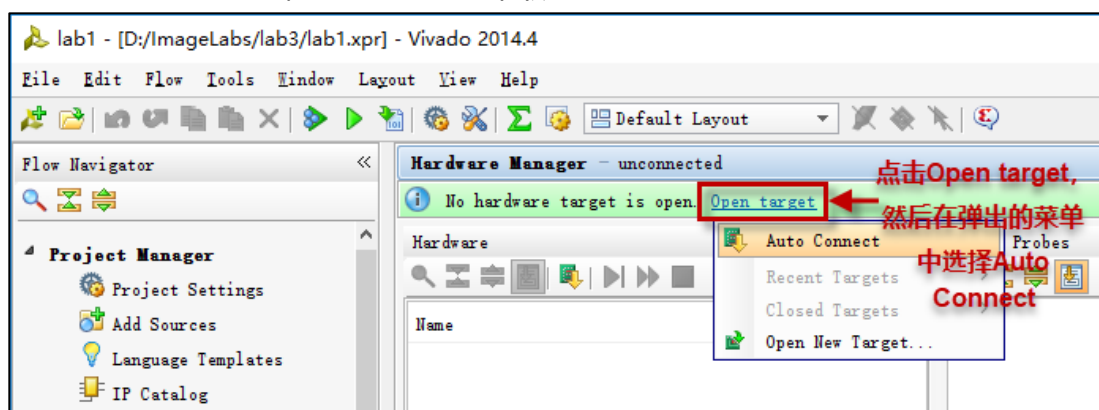 lab1 - [D:/ImageLabs/lab3/lab1.xpr] - Vivado 2014.4
File Edit Flow Tools Window Layout View Help
Default Layout
Flow Navigator
Hardware Manager - unconnected
No hardware target is open. Open target
点击Open target,
然后在弹出的菜单
中选择Auto
Connect
Hardware
Auto Connect
Recent Targets
Closed Targets
Open New Target...
Probes
Name
Project Manager
Project Settings
Add Sources
Language Templates
IP Catalog